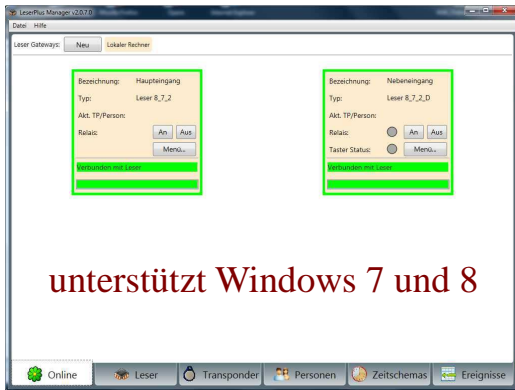 LeserPlus Manager v2.0.7.0
Datei Hilfe
Leser Gateways: Neu Lokaler Rechner
Bezeichnung: Haupteingang
Typ: Leser 8_7_2
Akt. TP/Person:
Relais: An Aus
Menü...
Verbunden mit Leser
Bezeichnung: Nebeneingang
Typ: Leser 8_7_2_D
Akt. TP/Person:
Relais: An Aus
Taster Status: Menü...
Verbunden mit Leser
unterstützt Windows 7 und 8
Online Leser Transponder Personen Zeitschemas Ereignisse